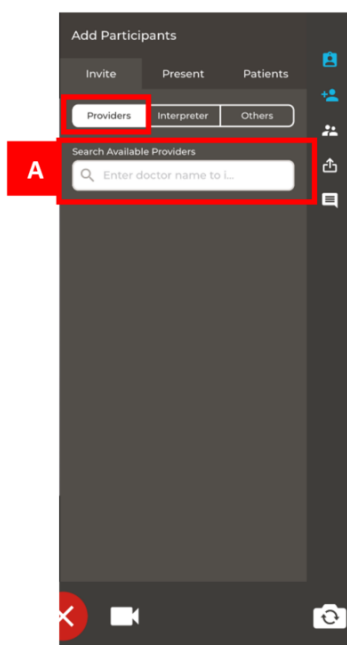 Add Participants
Invite Present Patients
Providers Interpreter Others
Search Available Providers
A
Enter doctor name to i...